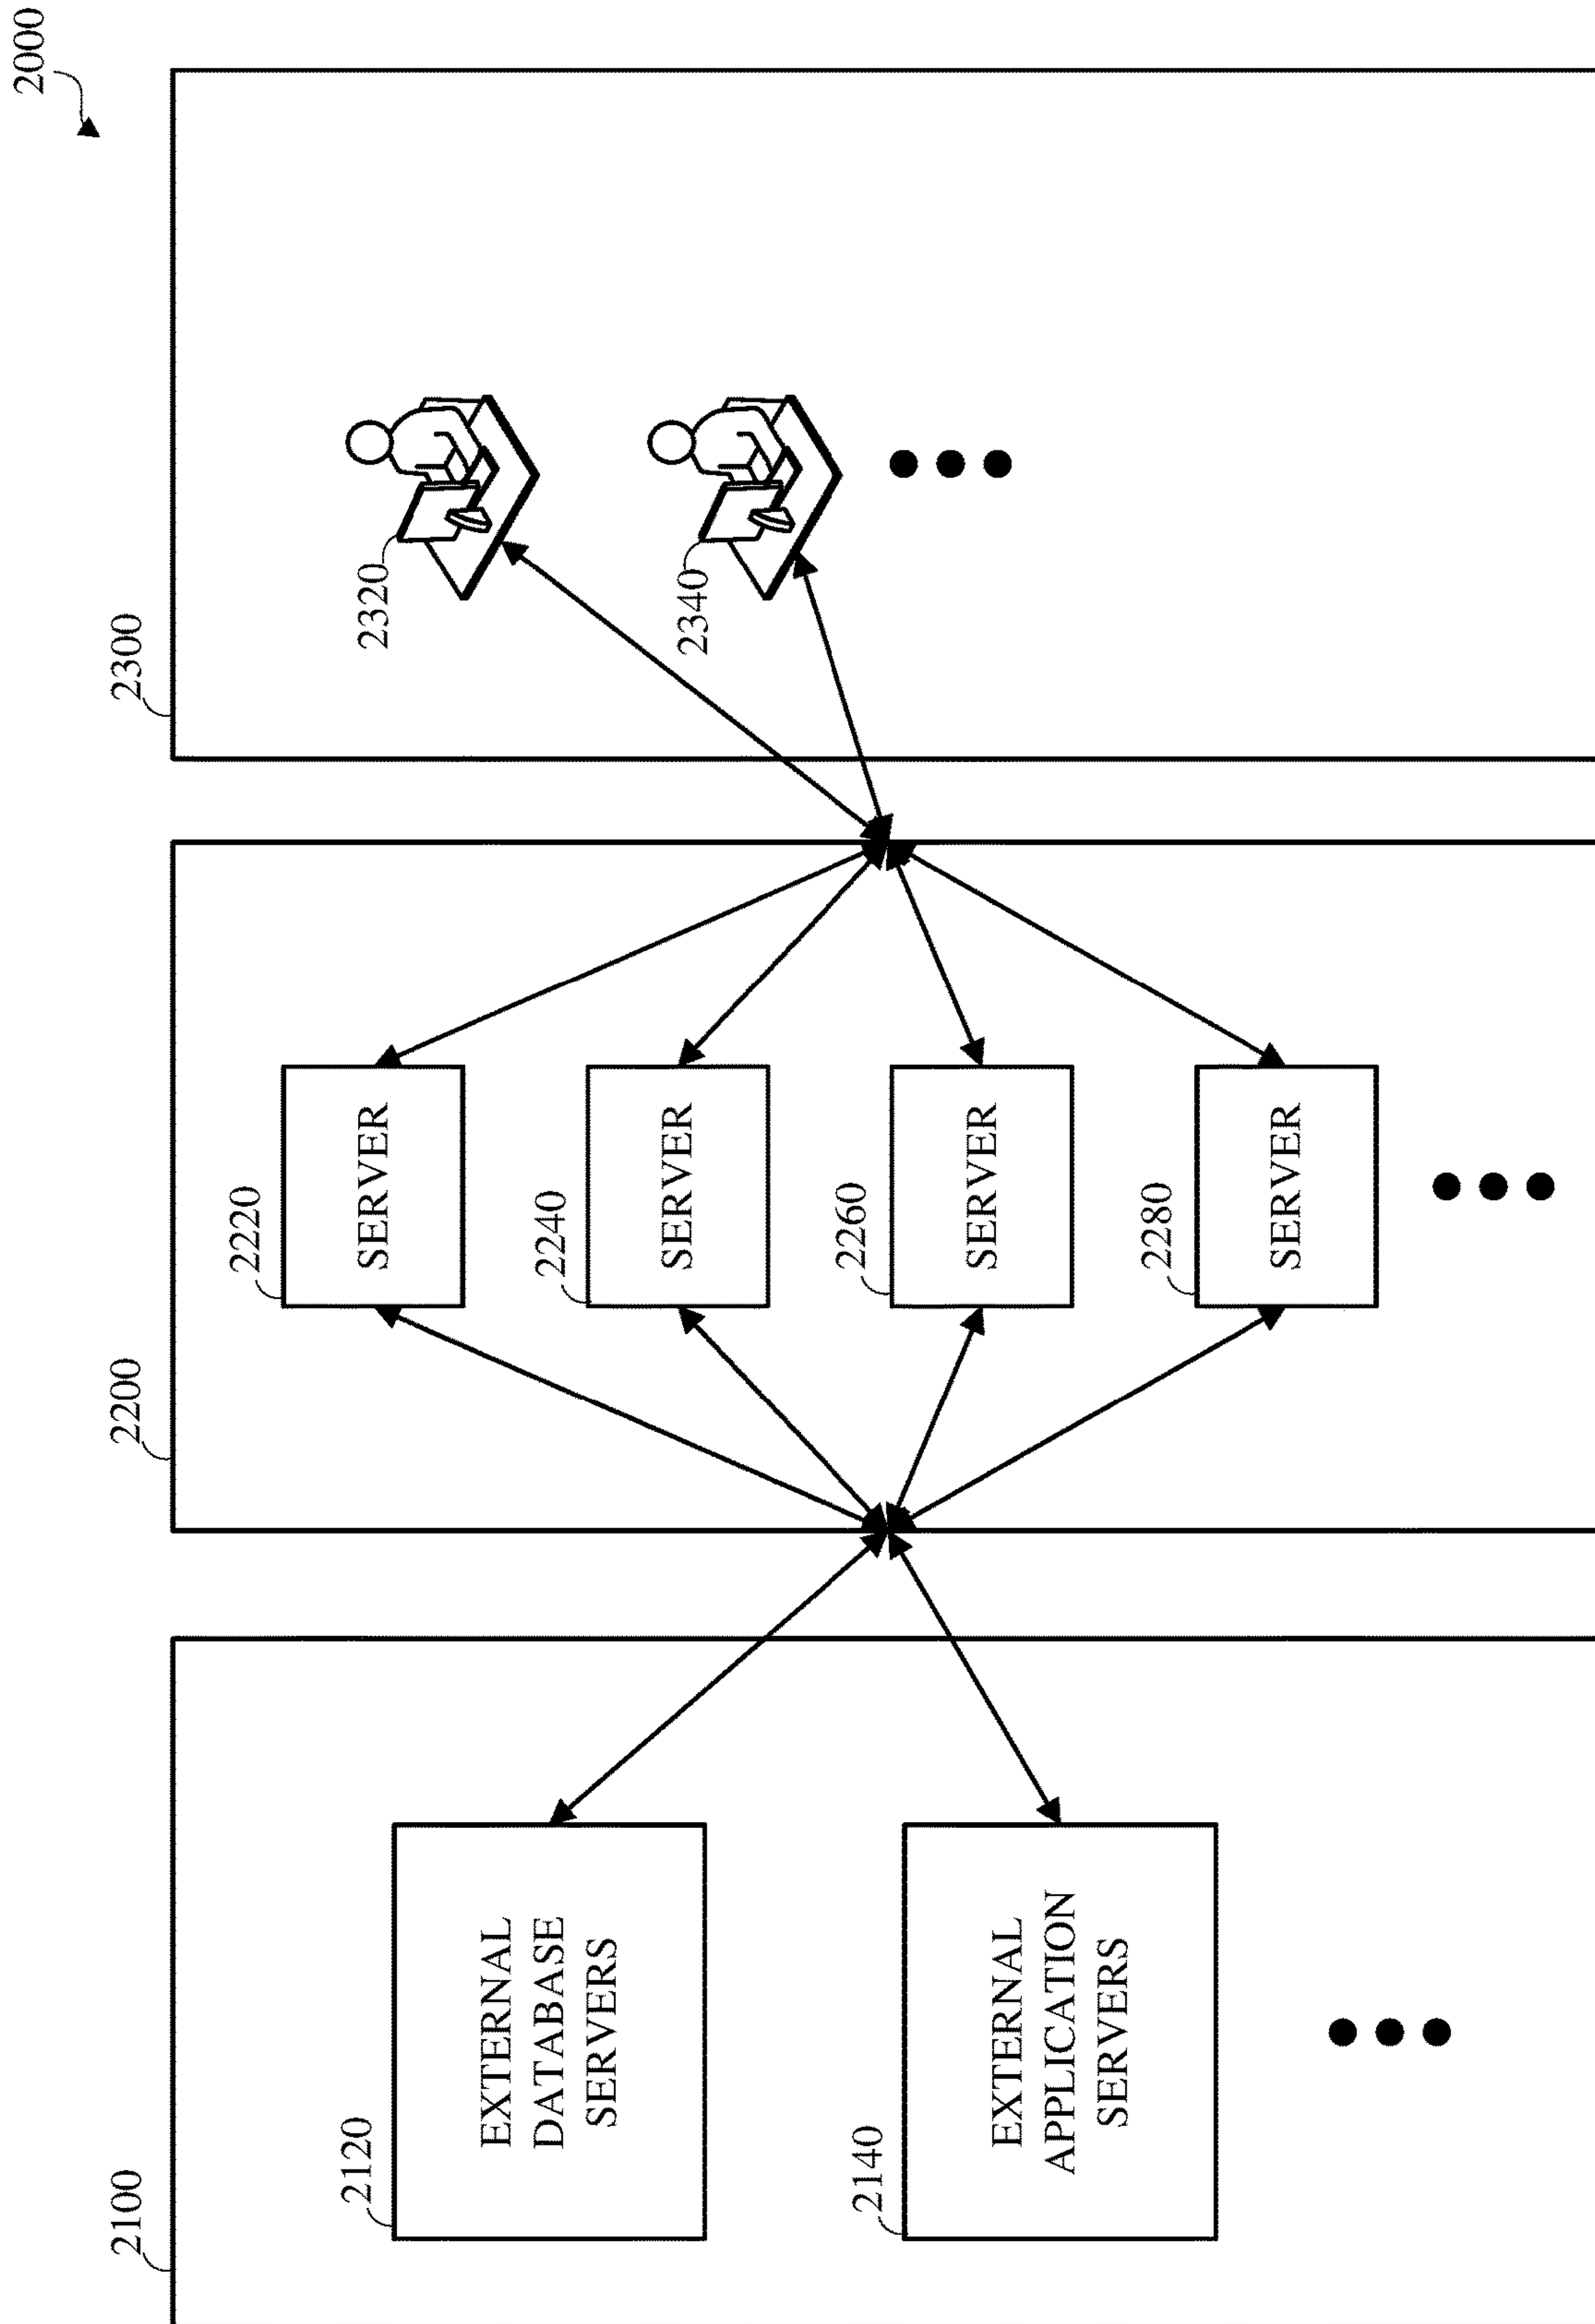 2000
2100
2120
EXTERNAL
DATABASE
SERVERS
2140
EXTERNAL
APPLICATION
SERVERS
2200
2220
SERVER
2240
SERVER
2260
SERVER
2280
SERVER
2300
2320
2340